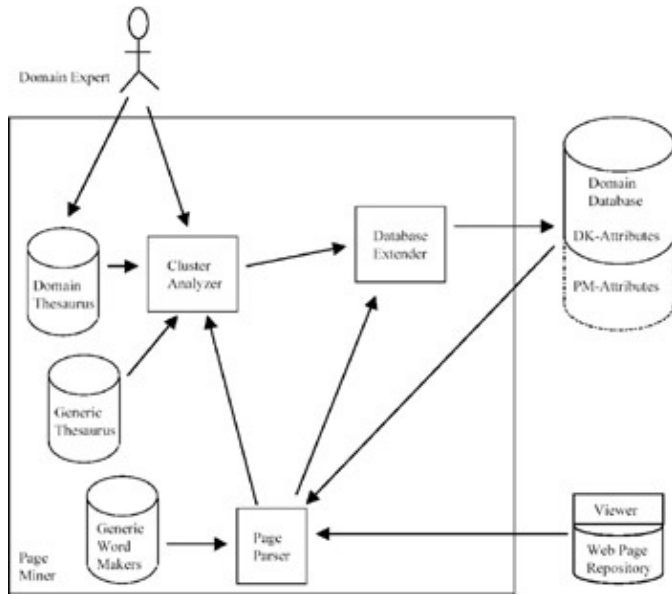 Domain Expert
Domain
Database
DK-Attributes
PM-Attributes
Database
Extender
Cluster
Analyzer
Domain
Thesaurus
Generic
Thesaurus
Generic
Word
Makers
Page
Parser
Page
Miner
Viewer
Web Page
Repository